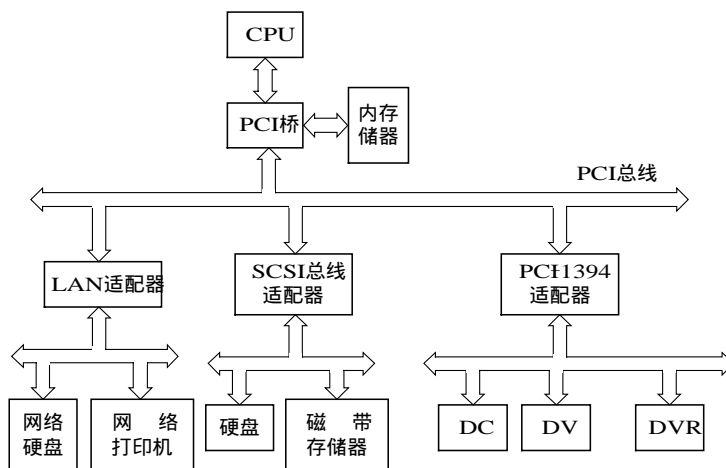 CPU
PCI桥
内存
储器
PCI总线
LAN适配器
SCSI总线
适配器
PCI-1394
适配器
网络
硬盘
网 络
打印机
硬盘
磁 带
存储器
DC
DV
DVR